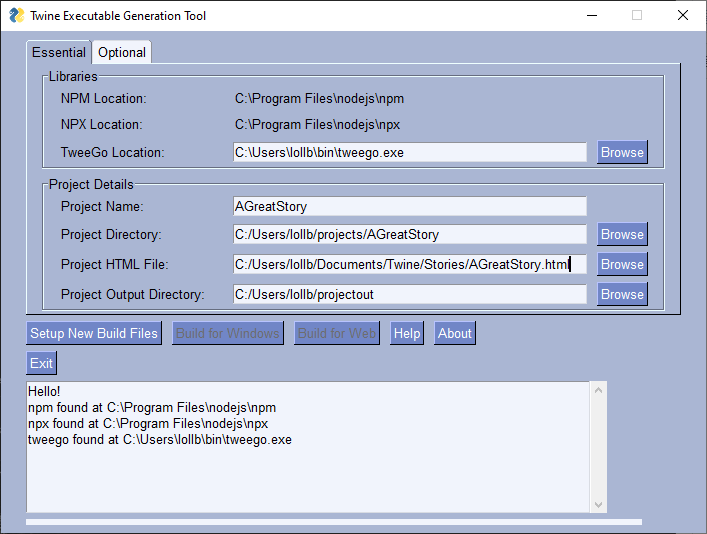 Twine Executable Generation Tool
Essential Optional
Libraries
NPM Location: C:\Program Files\nodejs\npm
NPX Location: C:\Program Files\nodejs\npx
TweeGo Location: C:\Users\lollb\bin\tweego.exe Browse
Project Details
Project Name: AGreatStory
Project Directory: C:/Users/lollb/projects/AGreatStory Browse
Project HTML File: C:/Users/lollb/Documents/Twine/Stories/AGreatStory.html Browse
Project Output Directory: C:/Users/lollb/projectout Browse
Setup New Build Files Build for Windows Build for Web Help About
Exit
Hello!
npm found at C:\Program Files\nodejs\npm
npx found at C:\Program Files\nodejs\npx
tweego found at C:\Users\lollb\bin\tweego.exe